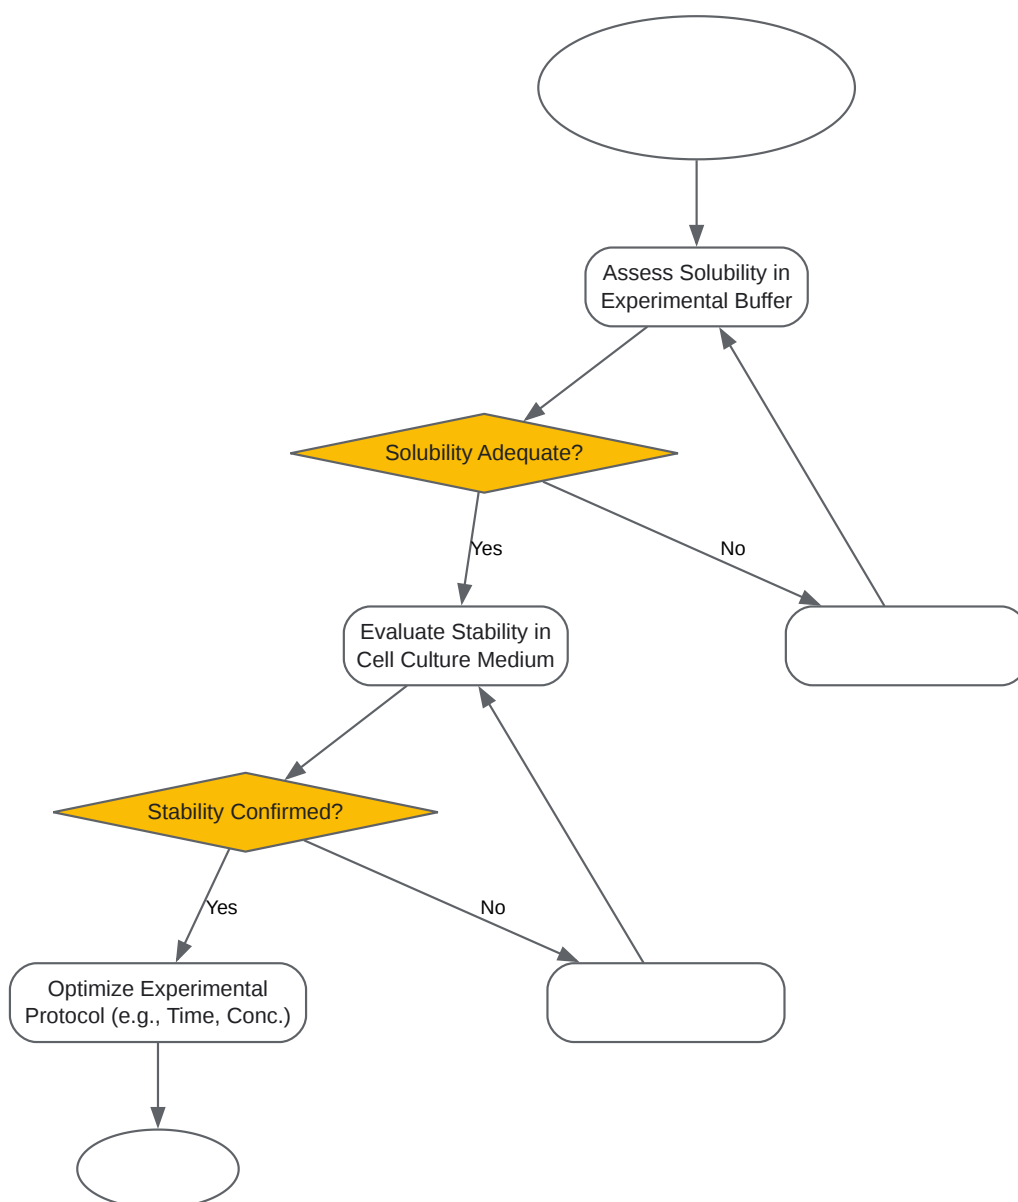 Assess Solubility in
Experimental Buffer
Solubility Adequate?
Yes
No
Evaluate Stability in
Cell Culture Medium
Stability Confirmed?
Yes
No
Optimize Experimental
Protocol (e.g., Time, Conc.)